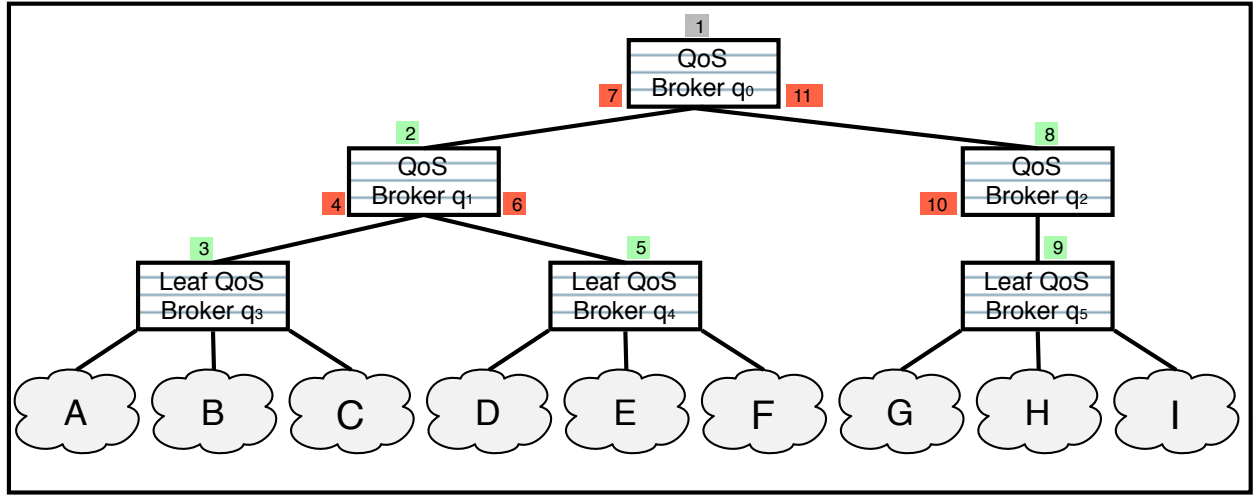 1
QoS
Broker q0
7
11
2
8
QoS
Broker q1
QoS
Broker q2
4
6
10
3
5
9
Leaf QoS
Broker q3
Leaf QoS
Broker q4
Leaf QoS
Broker q5
A
B
C
D
E
F
G
H
I